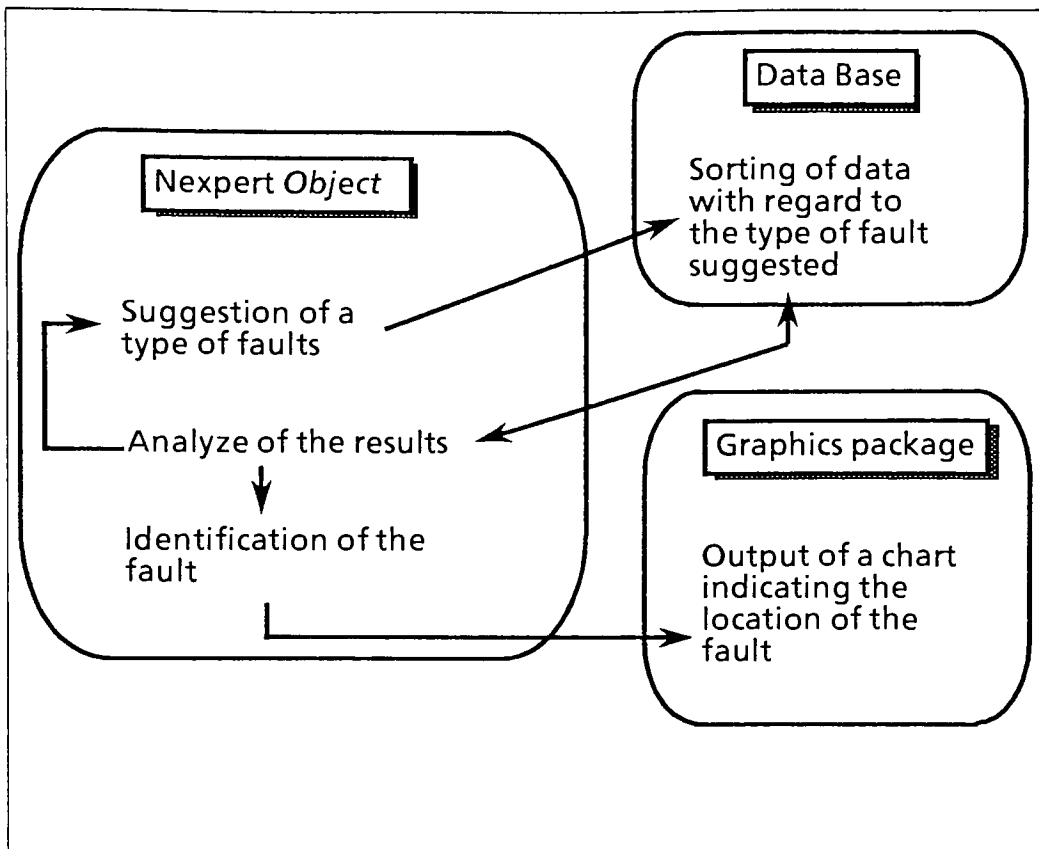 Data Base
Sorting of data
with regard to
the type of fault
suggested
Nexpert Object
Suggestion of a
type of faults
Analyze of the results
Identification of the
fault
Graphics package
Output of a chart
indicating the
location of the
fault